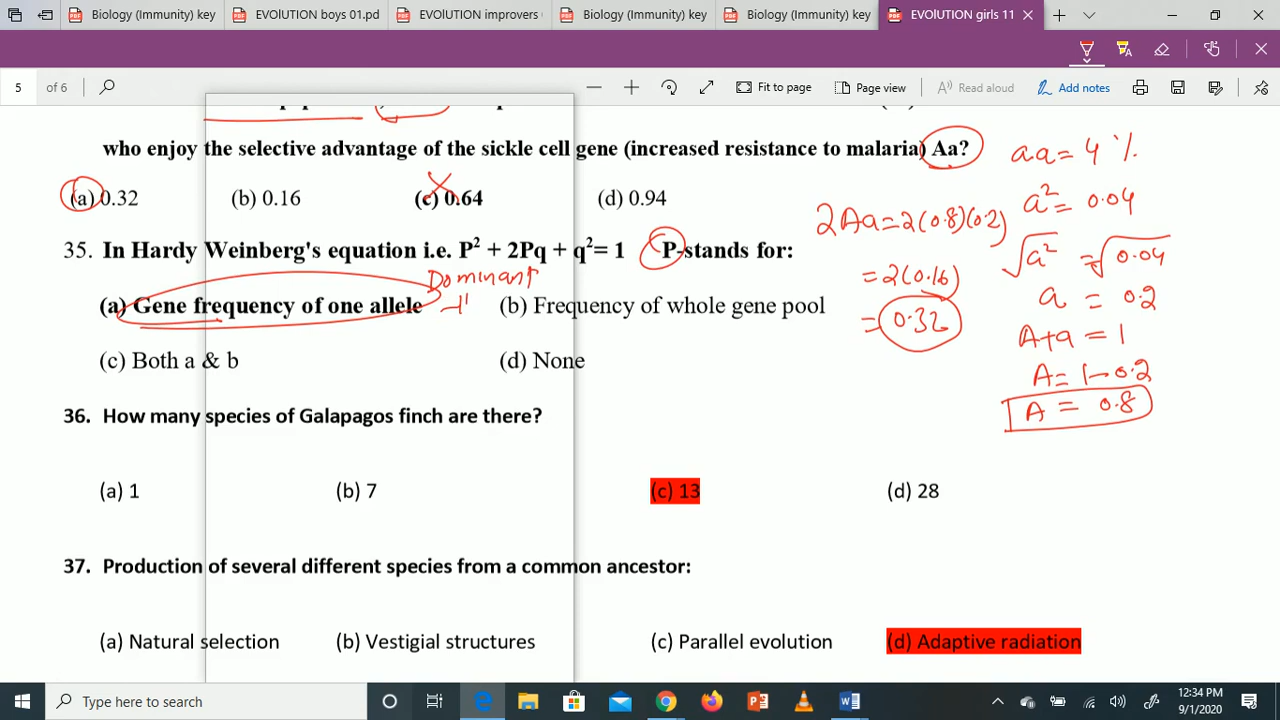 Biology (Immunity) key
EVOlUTION boys 01.pd
EVOlUTION improvers
Biology (Immunity) key
Biology (Immunity) key
EVOlUTION girls 11
5 of 6
Fit to page
Page view
Read aloud
Add notes
who enjoy the selective advantage of the sickle cell gene (increased resistance to malaria) Aa?
(a) 0.32 (b) 0.16 (c) 0.64 (d) 0.94
35. In Hardy Weinberg's equation i.e. P² + 2Pq + q²= 1 P-stands for:
Dominant
(a) Gene frequency of one allele (b) Frequency of whole gene pool
(c) Both a & b (d) None
36. How many species of Galapagos finch are there?
(a) 1 (b) 7 (c) 13 (d) 28
37. Production of several different species from a common ancestor:
(a) Natural selection (b) Vestigial structures (c) Parallel evolution (d) Adaptive radiation
2Aa=2(0.8)(0.2)
=2(0.16)
=0.32
aa=4%
a²=0.04
√a² =√0.04
a = 0.2
A+a = 1
A= 1-0.2
A = 0.8
Type here to search
12:34 PM
9/1/2020